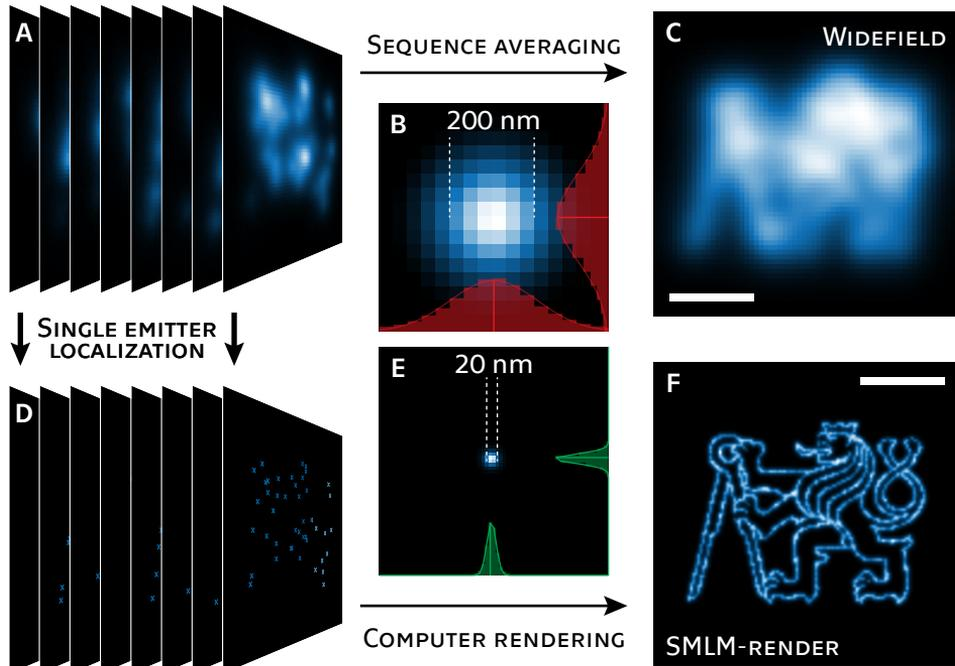 A
SEQUENCE AVERAGING
C
WIDEFIELD
B
200 nm
SINGLE EMITTER
LOCALIZATION
D
E
20 nm
F
COMPUTER RENDERING
SMLM-RENDER